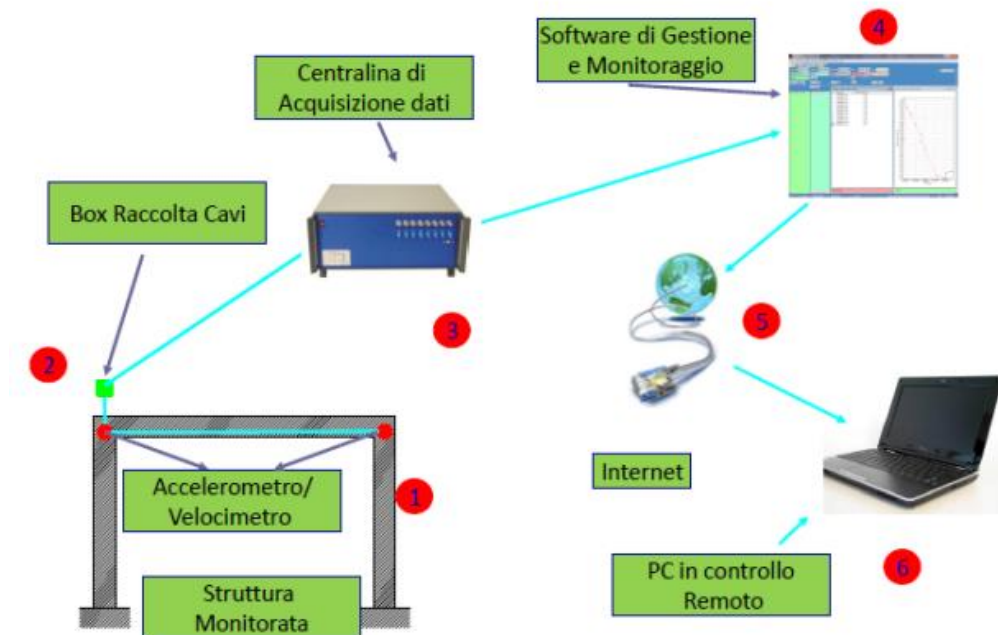 Software di Gestione
e Monitoraggio
4
Centralina di
Acquisizione dati
Box Raccolta Cavi
3
5
2
Internet
Accelerometro/
Velocimetro
1
PC in controllo
Remoto
6
Struttura
Monitorata